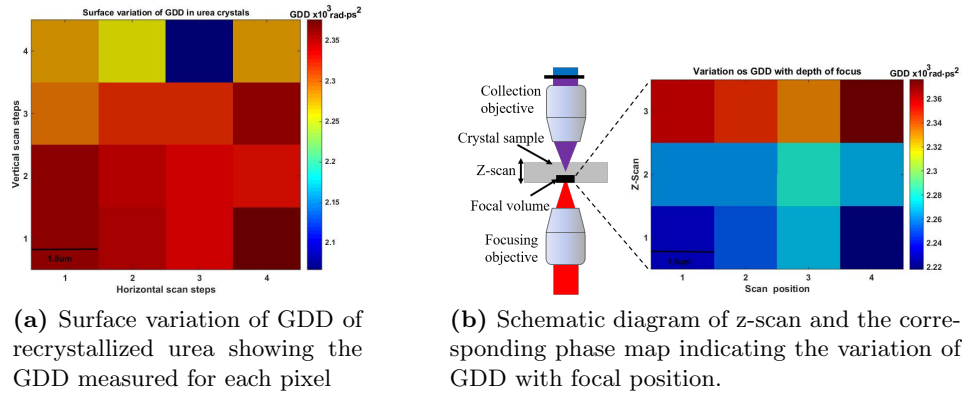 Surface variation of GDD in urea crystals
GDD x10³ rad-ps²
4
3
2
1
Vertical scan steps
1.5um
1
2
3
4
Horizontal scan steps
2.35
2.3
2.25
2.2
2.15
2.1
(a) Surface variation of GDD of
recrystallized urea showing the
GDD measured for each pixel
Collection
objective
Crystal sample
Z-scan
Focal volume
Focusing
objective
Variation os GDD with depth of focus
GDD ×10³ rad-ps²
3
2
1
Z-Scan
1
2
3
4
Scan position
2.36
2.34
2.32
2.3
2.28
2.26
2.24
2.22
(b) Schematic diagram of z-scan and the corre-
sponding phase map indicating the variation of
GDD with focal position.